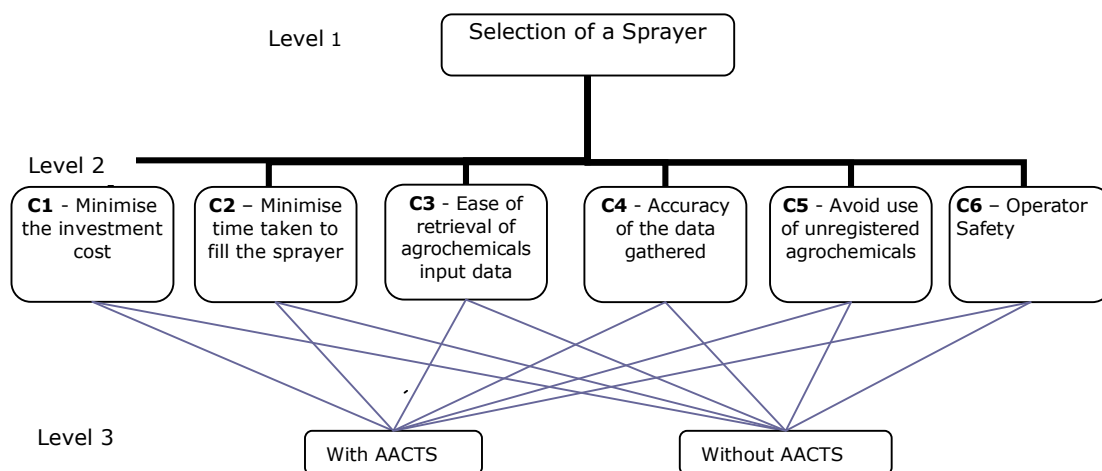 Level 1
Selection of a Sprayer
Level 2
C1 - Minimise
the investment
cost
C2 – Minimise
time taken to
fill the sprayer
C3 - Ease of
retrieval of
agrochemicals
input data
C4 - Accuracy
of the data
gathered
C5 - Avoid use
of unregistered
agrochemicals
C6 – Operator
Safety
Level 3
With AACTS
Without AACTS